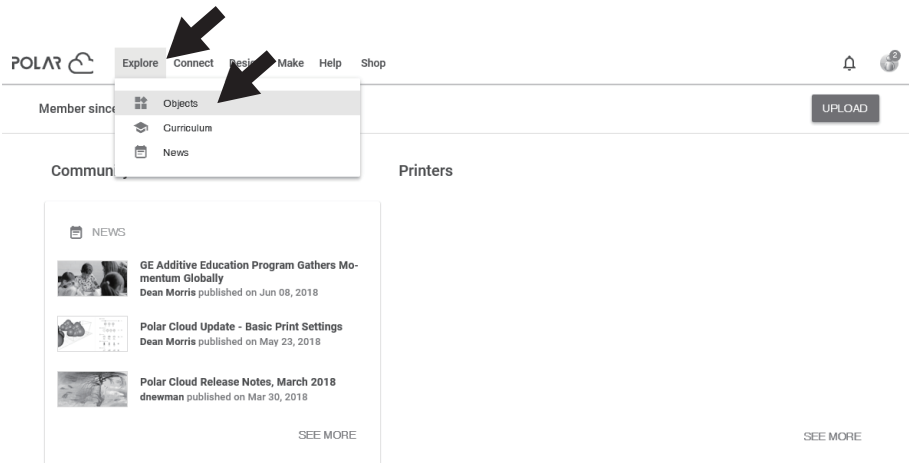 POLAR
Explore Connect Make Help Shop
2
Objects
Member since
UPLOAD
Curriculum
News
Printers
NEWS
GE Additive Education Program Gathers Mo-
mentum Globally
Dean Morris published on Jun 08, 2018
Polar Cloud Update - Basic Print Settings
Dean Morris published on May 23, 2018
Polar Cloud Release Notes, March 2018
dnewman published on Mar 30, 2018
SEE MORE
SEE MORE